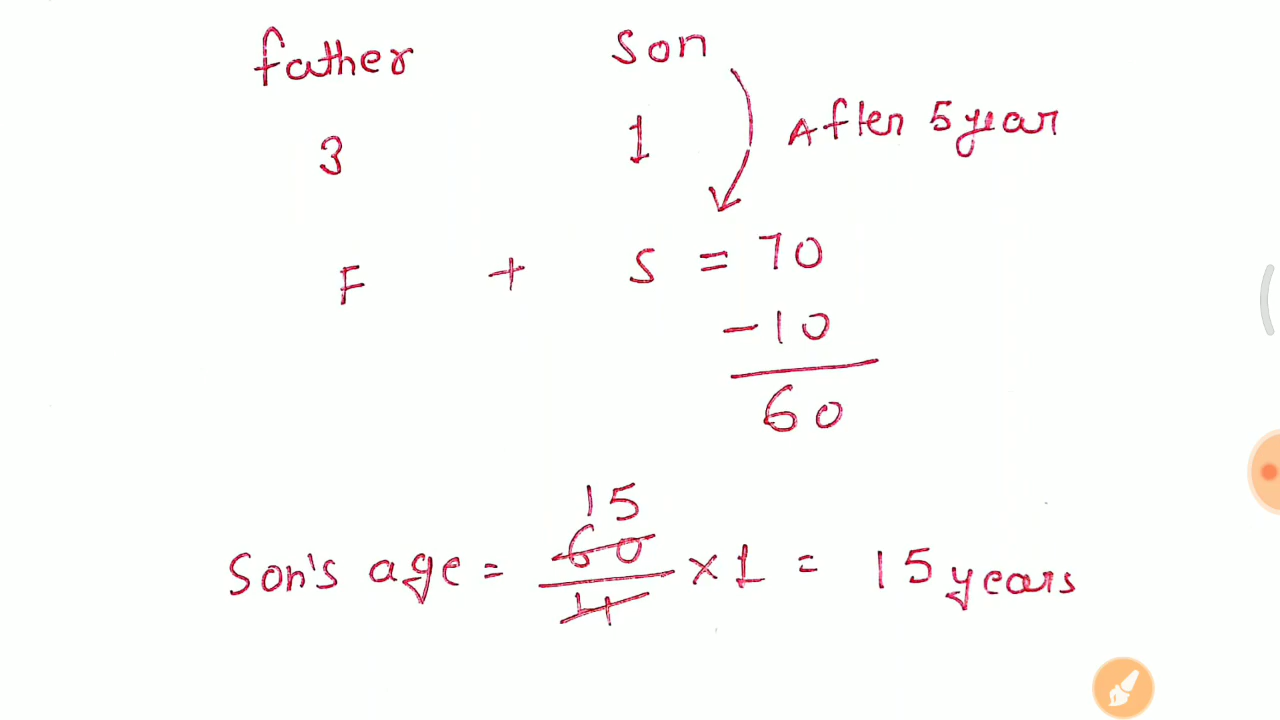 father Son
3 1 After 5 year
F + S = 70
-10
60
15
Son's age = 60/4 × 1 = 15 years